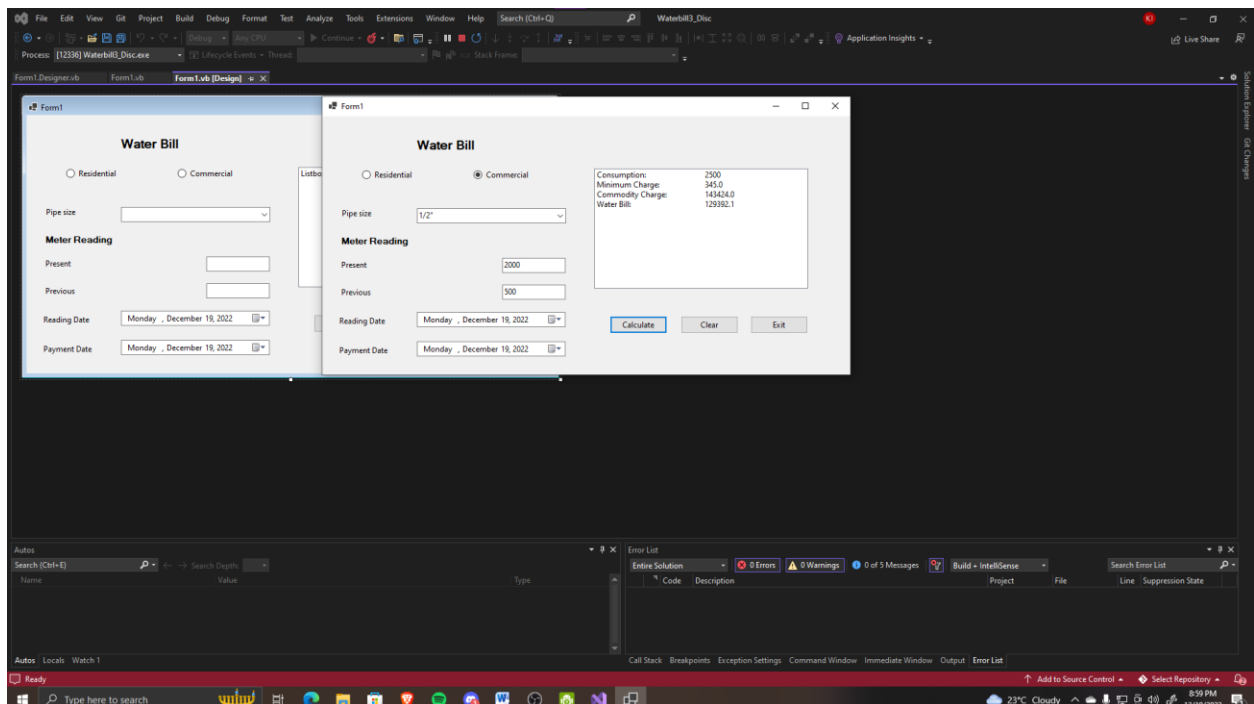 File Edit View Git Project Build Debug Format Test Analyze Tools Extensions Window Help Search (Ctrl+Q) Waterbill3_Disc KI
Debug Any CPU Continue Application Insights Live Share
Process: [12336] Waterbill3_Disc.exe Lifecycle Events Thread: Stack Frame:
Form1.Designer.vb Form1.vb Form1.vb [Design]
Solution Explorer
Git Changes
Form1
Water Bill
Residential Commercial
Listbo
Pipe size
Meter Reading
Present
Previous
Reading Date Monday , December 19, 2022
Payment Date Monday , December 19, 2022
Form1
Water Bill
Residential Commercial
Pipe size 1/2"
Meter Reading
Present 2000
Previous 500
Reading Date Monday , December 19, 2022
Payment Date Monday , December 19, 2022
Consumption: 2500
Minimum Charge: 345.0
Commodity Charge: 143424.0
Water Bill: 129392.1
Calculate Clear Exit
Autos
Search (Ctrl+E) Search Depth:
Name Value Type
Autos Locals Watch 1
Error List
Entire Solution 0 Errors 0 Warnings 0 of 5 Messages Build + IntelliSense Search Error List
Code Description Project File Line Suppression State
Call Stack Breakpoints Exception Settings Command Window Immediate Window Output Error List
Ready Add to Source Control Select Repository
Type here to search 23°C Cloudy 8:59 PM